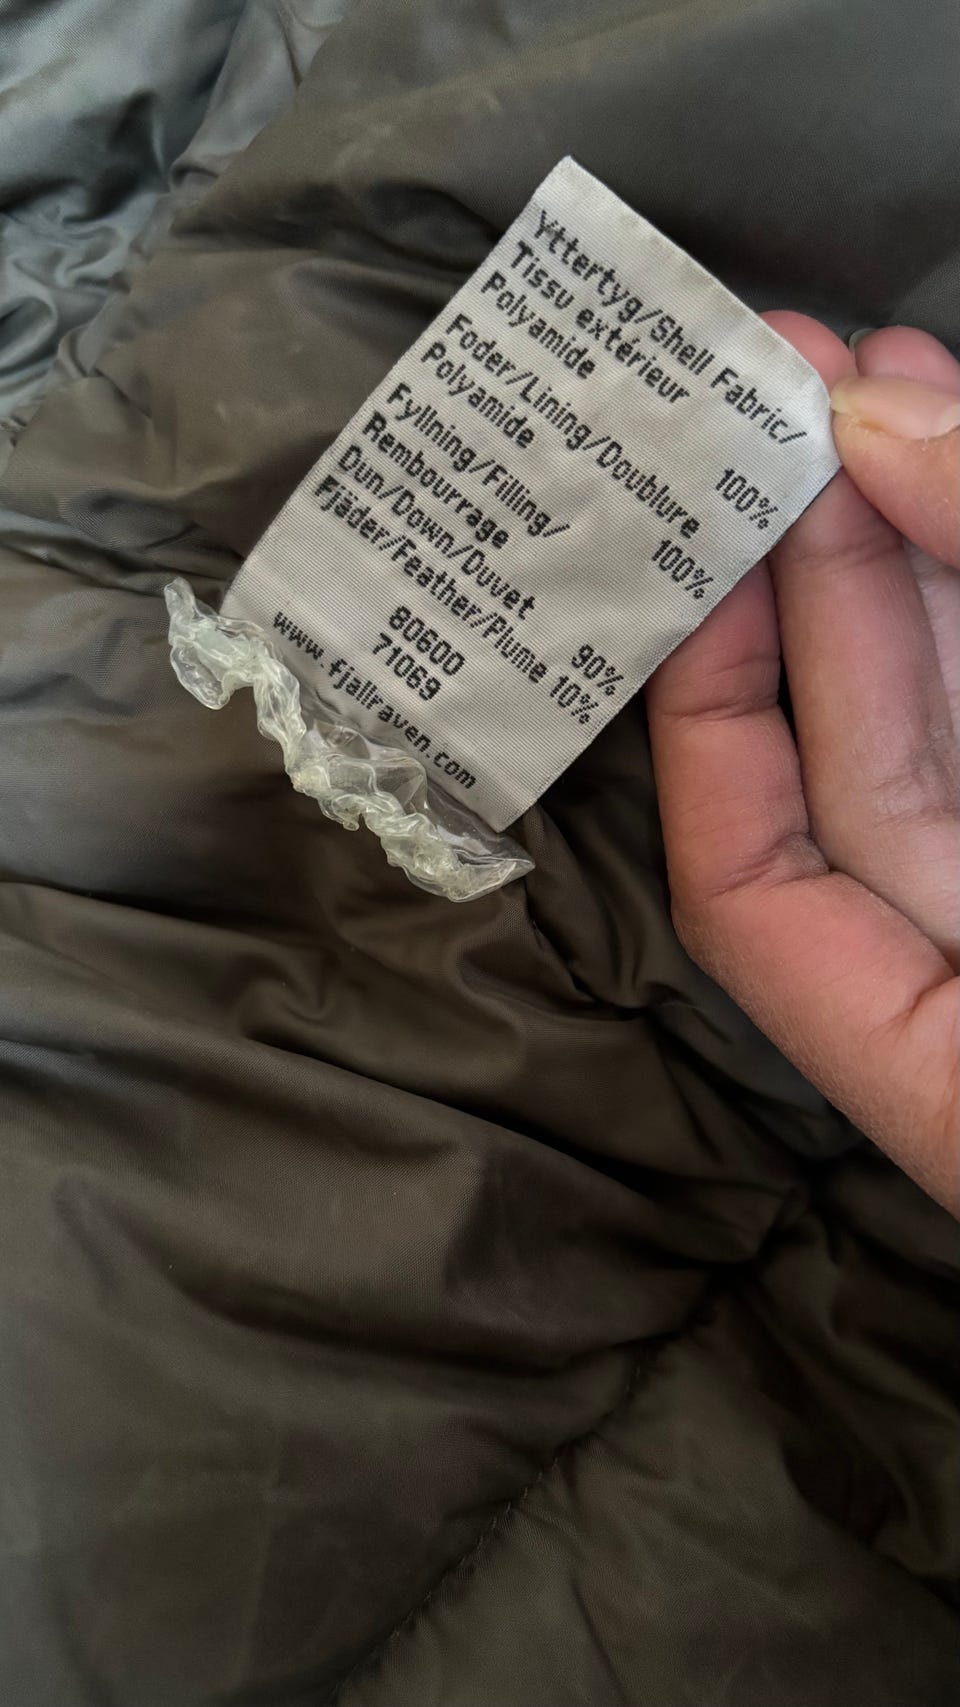 Yttertyg/Shell Fabric/
Tissu extérieur
Polyamide 100%
Foder/Lining/Doublure
Polyamide 100%
Fyllning/Filling/
Rembourrage
Dun/Down/Duvet 90%
Fjäder/Feather/Plume 10%
80600
71069
www.fjallraven.com